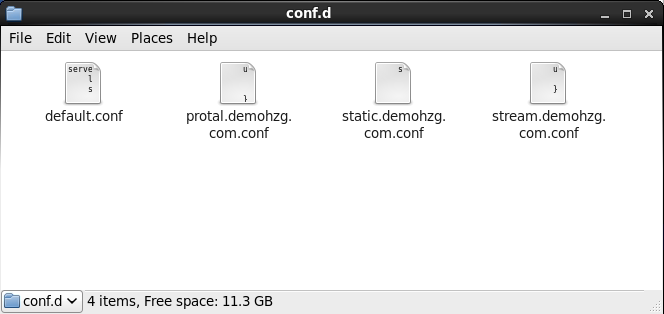 conf.d
File Edit View Places Help
serve
l
s
default.conf
u
}
protal.demohzg.
com.conf
s
static.demohzg.
com.conf
u
}
stream.demohzg.
com.conf
conf.d 4 items, Free space: 11.3 GB